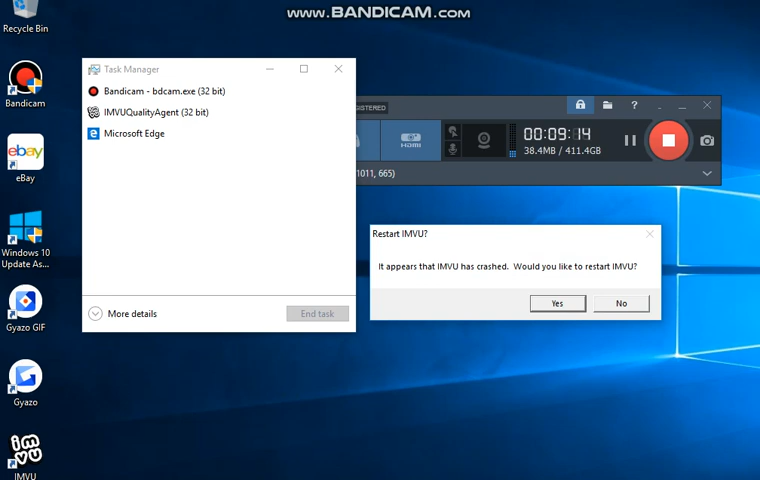 www.BANDICAM.com
Recycle Bin
Bandicam
eBay
Windows 10
Update As...
Gyazo GIF
Gyazo
IMVU
Task Manager
Bandicam - bdcam.exe (32 bit)
IMVUQualityAgent (32 bit)
Microsoft Edge
More details
End task
GISTERED
?
HDMI
00:09:14
38.4MB / 411.4GB
1011, 665)
Restart IMVU?
It appears that IMVU has crashed.  Would you like to restart IMVU?
Yes
No